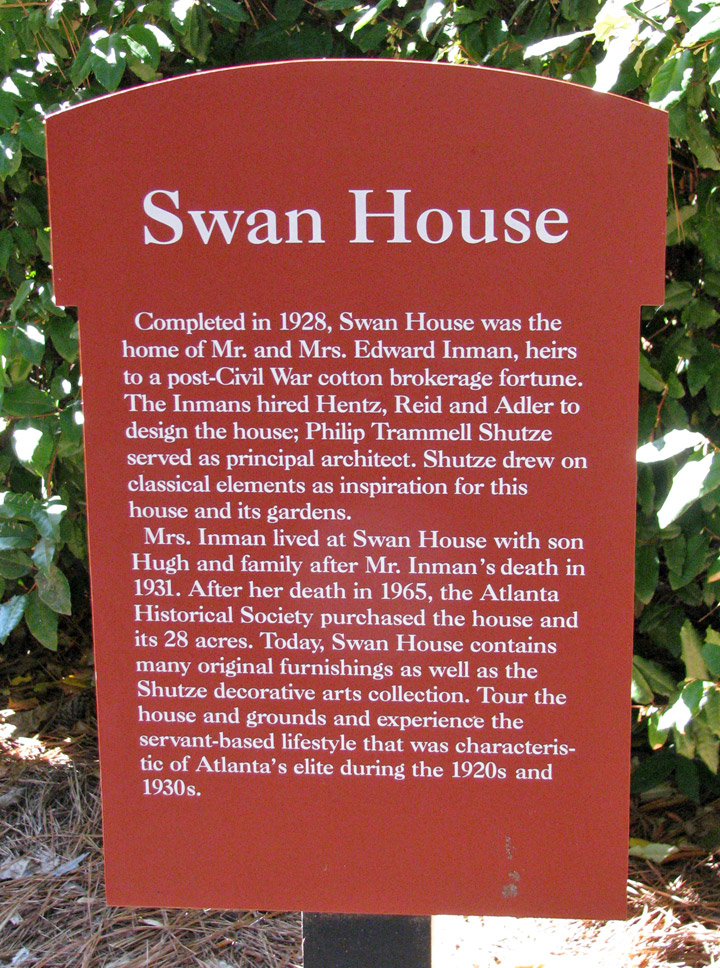 Swan House
Completed in 1928, Swan House was the
home of Mr. and Mrs. Edward Inman, heirs
to a post-Civil War cotton brokerage fortune.
The Inmans hired Hentz, Reid and Adler to
design the house; Philip Trammell Shutze
served as principal architect. Shutze drew on
classical elements as inspiration for this
house and its gardens.
Mrs. Inman lived at Swan House with son
Hugh and family after Mr. Inman's death in
1931. After her death in 1965, the Atlanta
Historical Society purchased the house and
its 28 acres. Today, Swan House contains
many original furnishings as well as the
Shutze decorative arts collection. Tour the
house and grounds and experience the
servant-based lifestyle that was characteris-
tic of Atlanta's elite during the 1920s and
1930s.